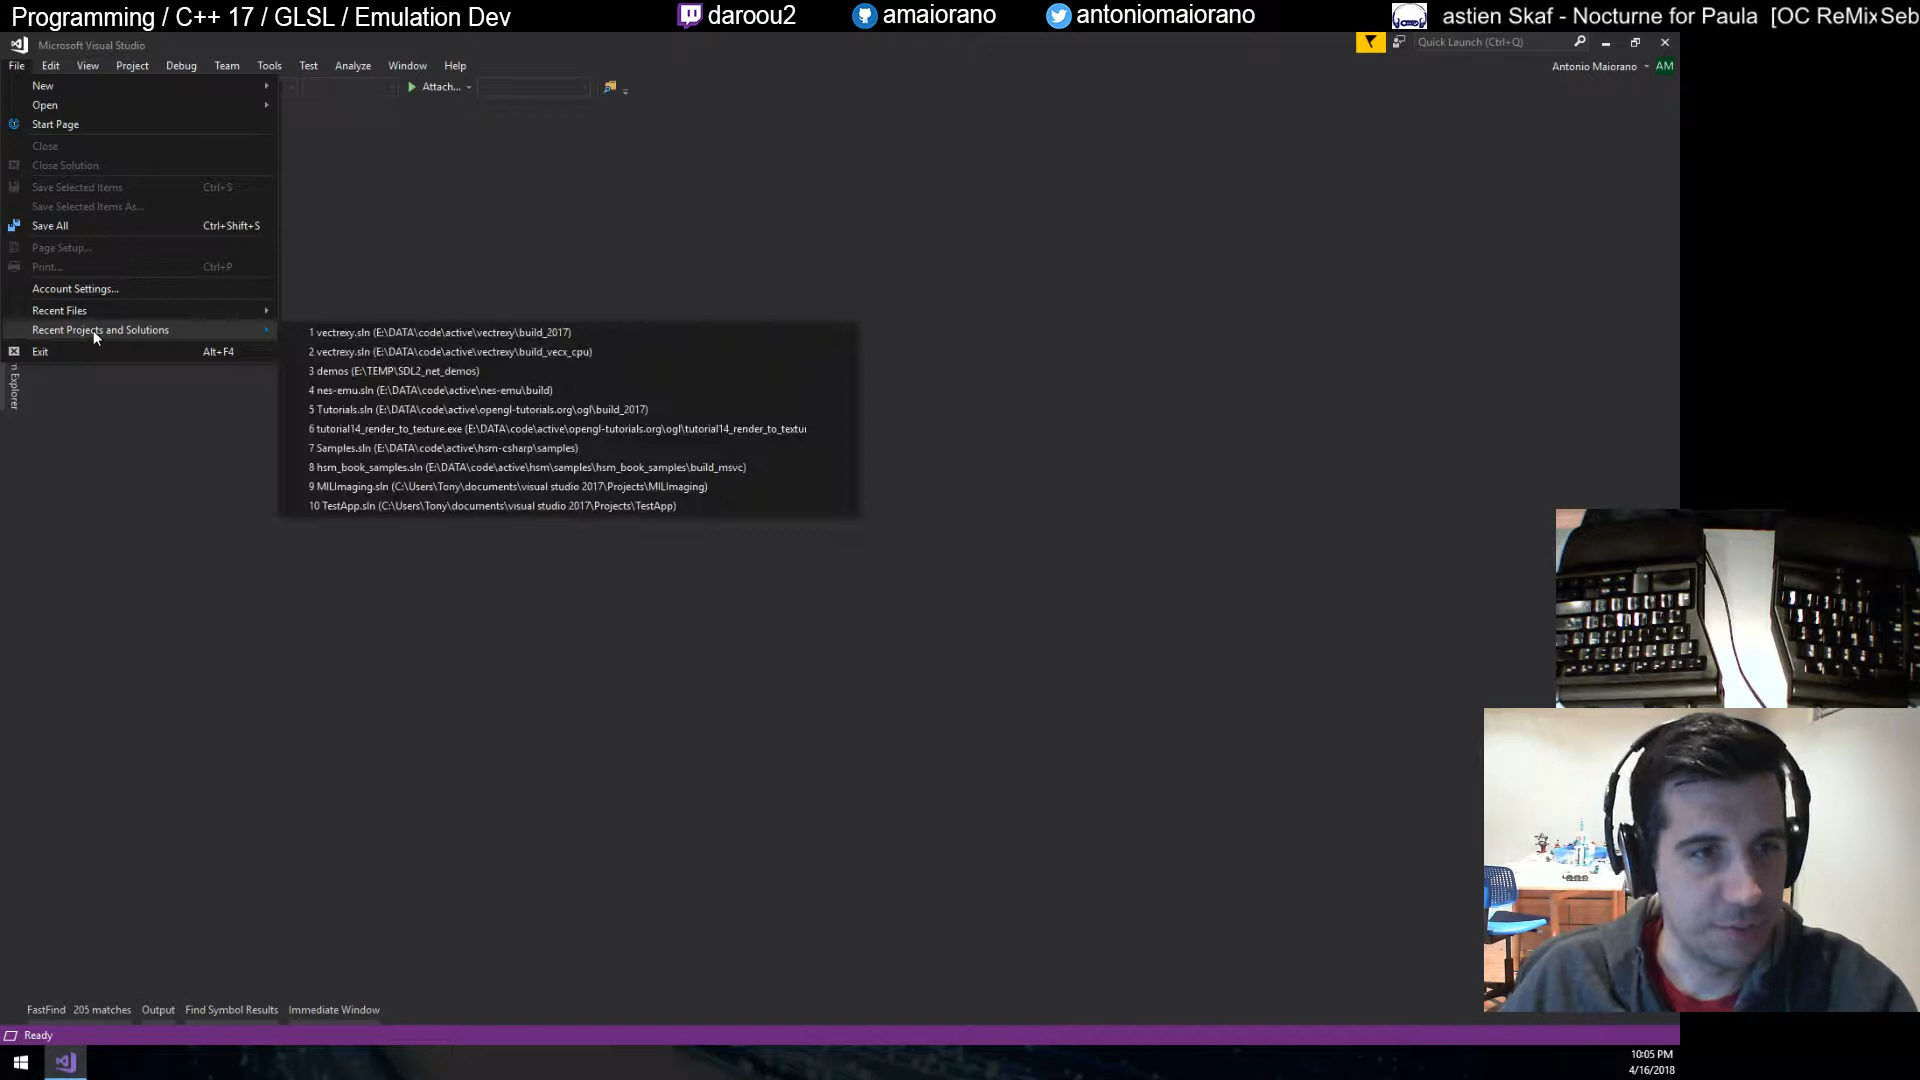 Programming / C++ 17 / GLSL / Emulation Dev
daroou2
amaiorano
antoniomaiorano
astien Skaf - Nocturne for Paula [OC ReMix Seb
Microsoft Visual Studio
Quick Launch (Ctrl+Q)
File Edit View Project Debug Team Tools Test Analyze Window Help
Antonio Maiorano AM
New
Attach...
Open
Start Page
Close
Close Solution
Save Selected Items Ctrl+S
Save Selected Items As...
Save All Ctrl+Shift+S
Page Setup...
Print... Ctrl+P
Account Settings...
Recent Files
Recent Projects and Solutions
Exit Alt+F4
1 vectrexy.sln (E:\DATA\code\active\vectrexy\build_2017)
2 vectrexy.sln (E:\DATA\code\active\vectrexy\build_vecx_cpu)
3 demos (E:\TEMP\SDL2_net_demos)
4 nes-emu.sln (E:\DATA\code\active\nes-emu\build)
5 Tutorials.sln (E:\DATA\code\active\opengl-tutorials.org\ogl\build_2017)
6 tutorial14_render_to_texture.exe (E:\DATA\code\active\opengl-tutorials.org\ogl\tutorial14_render_to_textu
7 Samples.sln (E:\DATA\code\active\hsm-csharp\samples)
8 hsm_book_samples.sln (E:\DATA\code\active\hsm\samples\hsm_book_samples\build_msvc)
9 MILImaging.sln (C:\Users\Tony\documents\visual studio 2017\Projects\MILImaging)
10 TestApp.sln (C:\Users\Tony\documents\visual studio 2017\Projects\TestApp)
n Explorer
FastFind 205 matches Output Find Symbol Results Immediate Window
Ready
10:05 PM
4/16/2018